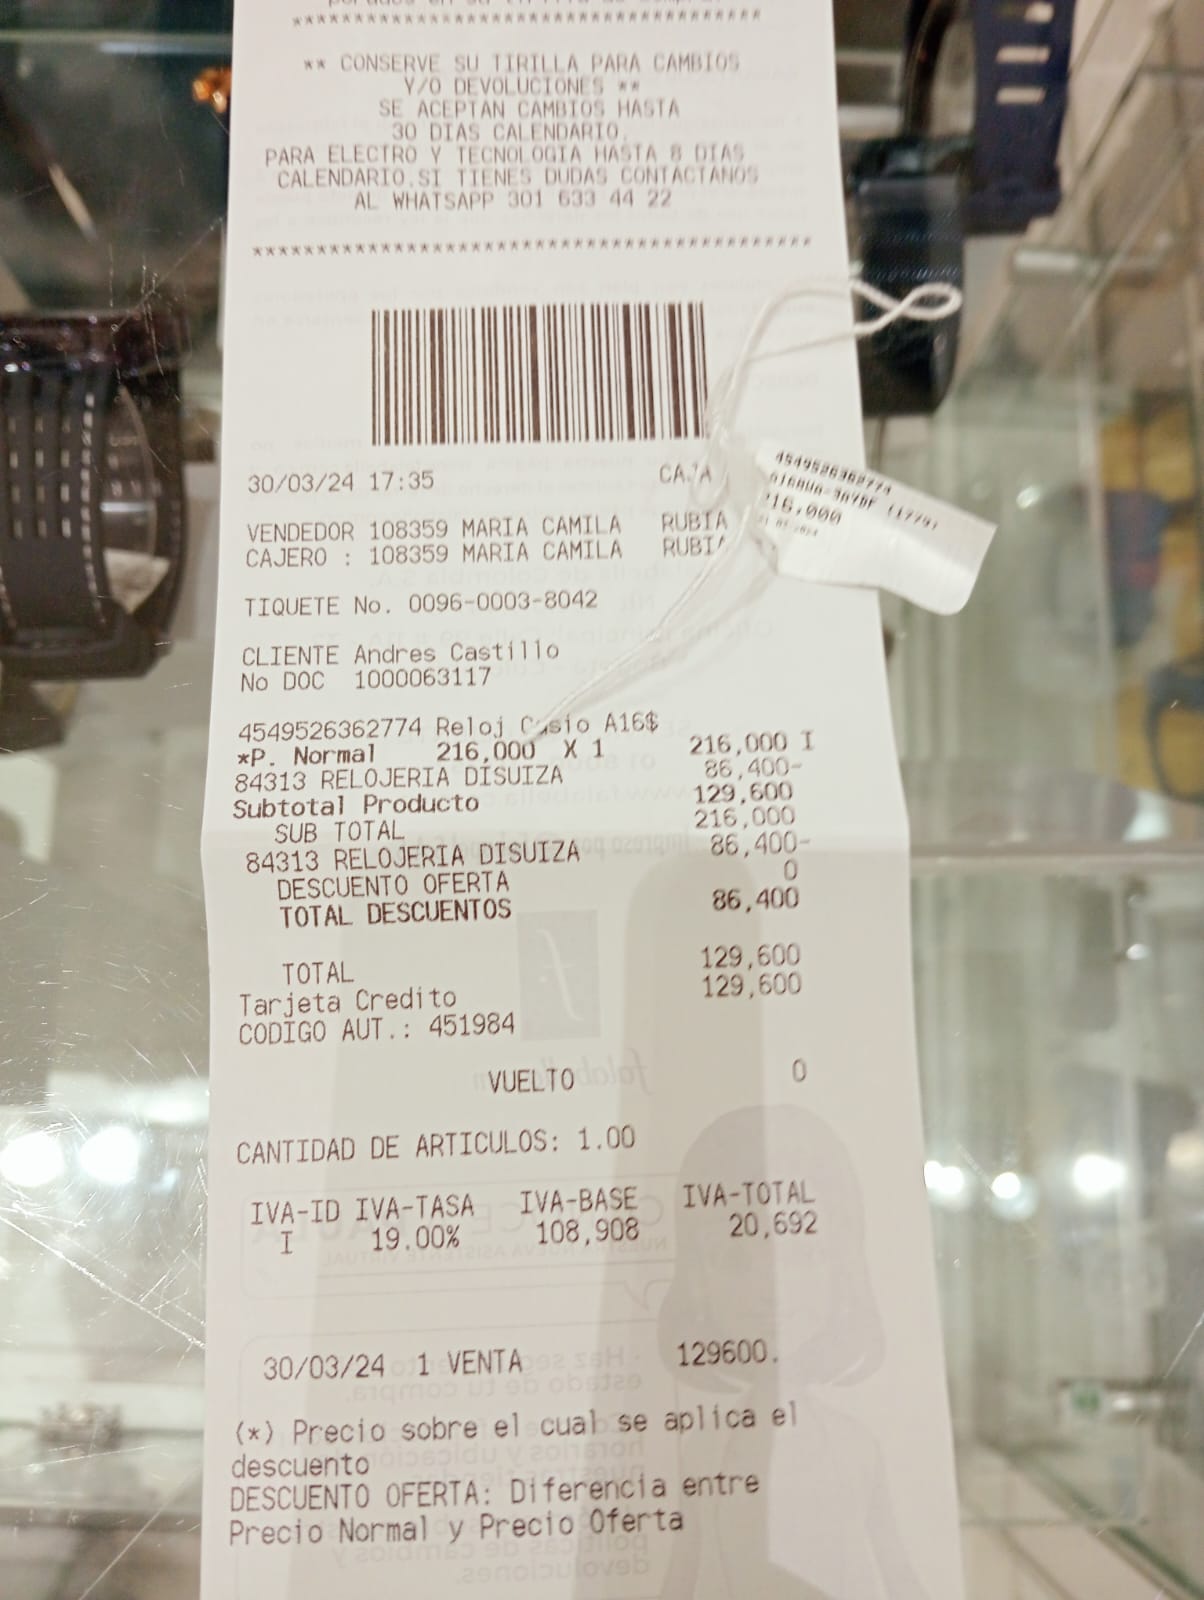 ** CONSERVE SU TIRILLA PARA CAMBIOS
Y/O DEVOLUCIONES **
SE ACEPTAN CAMBIOS HASTA
30 DIAS CALENDARIO.
PARA ELECTRO Y TECNOLOGIA HASTA 8 DIAS
CALENDARIO.SI TIENES DUDAS CONTACTANOS
AL WHATSAPP 301 633 44 22
30/03/24 17:35 CAJA
VENDEDOR 108359 MARIA CAMILA RUBIA
CAJERO : 108359 MARIA CAMILA RUBIA
TIQUETE No. 0096-0003-8042
CLIENTE Andres Castillo
No DOC 1000063117
4549526362774 Reloj Casio A16$
*P. Normal 216,000 X 1 216,000 I
84313 RELOJERIA DISUIZA 86,400-
Subtotal Producto 129,600
SUB TOTAL 216,000
84313 RELOJERIA DISUIZA 86,400-
DESCUENTO OFERTA 0
TOTAL DESCUENTOS 86,400
TOTAL 129,600
Tarjeta Credito 129,600
CODIGO AUT.: 451984
VUELTO 0
CANTIDAD DE ARTICULOS: 1.00
IVA-ID IVA-TASA IVA-BASE IVA-TOTAL
I 19.00% 108,908 20,692
30/03/24 1 VENTA 129600.
(*) Precio sobre el cual se aplica el
descuento
DESCUENTO OFERTA: Diferencia entre
Precio Normal y Precio Oferta
4549526362774
(1779)
216,000